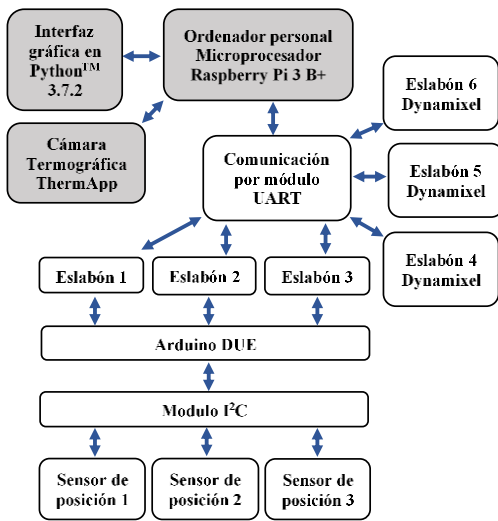 Interfaz
gráfica en
Python™
3.7.2
Ordenador personal
Microprocesador
Raspberry Pi 3 B+
Cámara
Termográfica
ThermApp
Comunicación
por módulo
UART
Eslabón 6
Dynamixel
Eslabón 5
Dynamixel
Eslabón 4
Dynamixel
Eslabón 1
Eslabón 2
Eslabón 3
Arduino DUE
Modulo I²C
Sensor de
posición 1
Sensor de
posición 2
Sensor de
posición 3